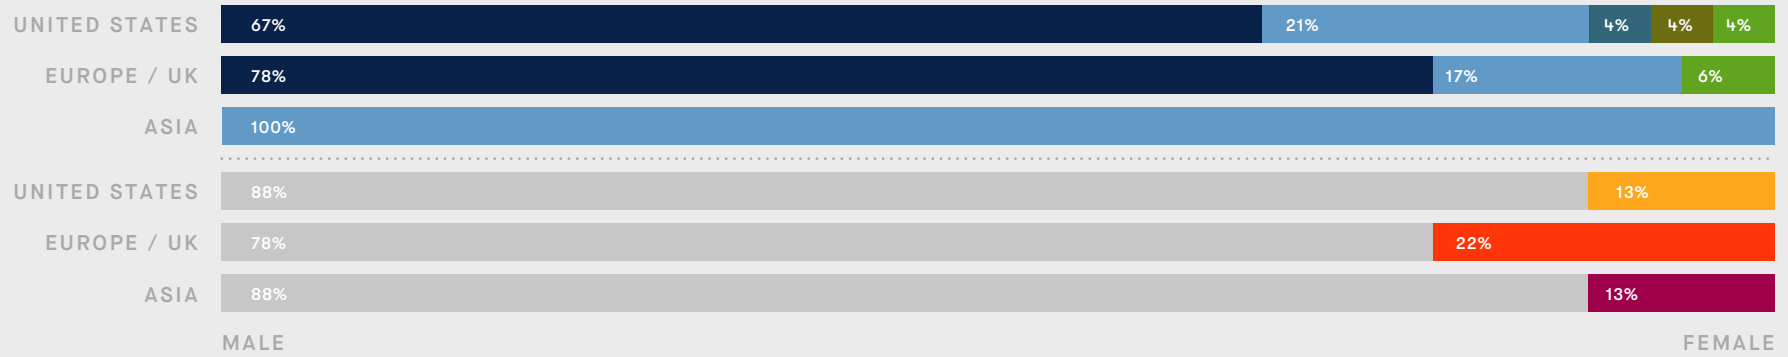 UNITED STATES 67% 21% 4% 4% 4%
EUROPE / UK 78% 17% 6%
ASIA 100%
UNITED STATES 88% 13%
EUROPE / UK 78% 22%
ASIA 88% 13%
MALE FEMALE